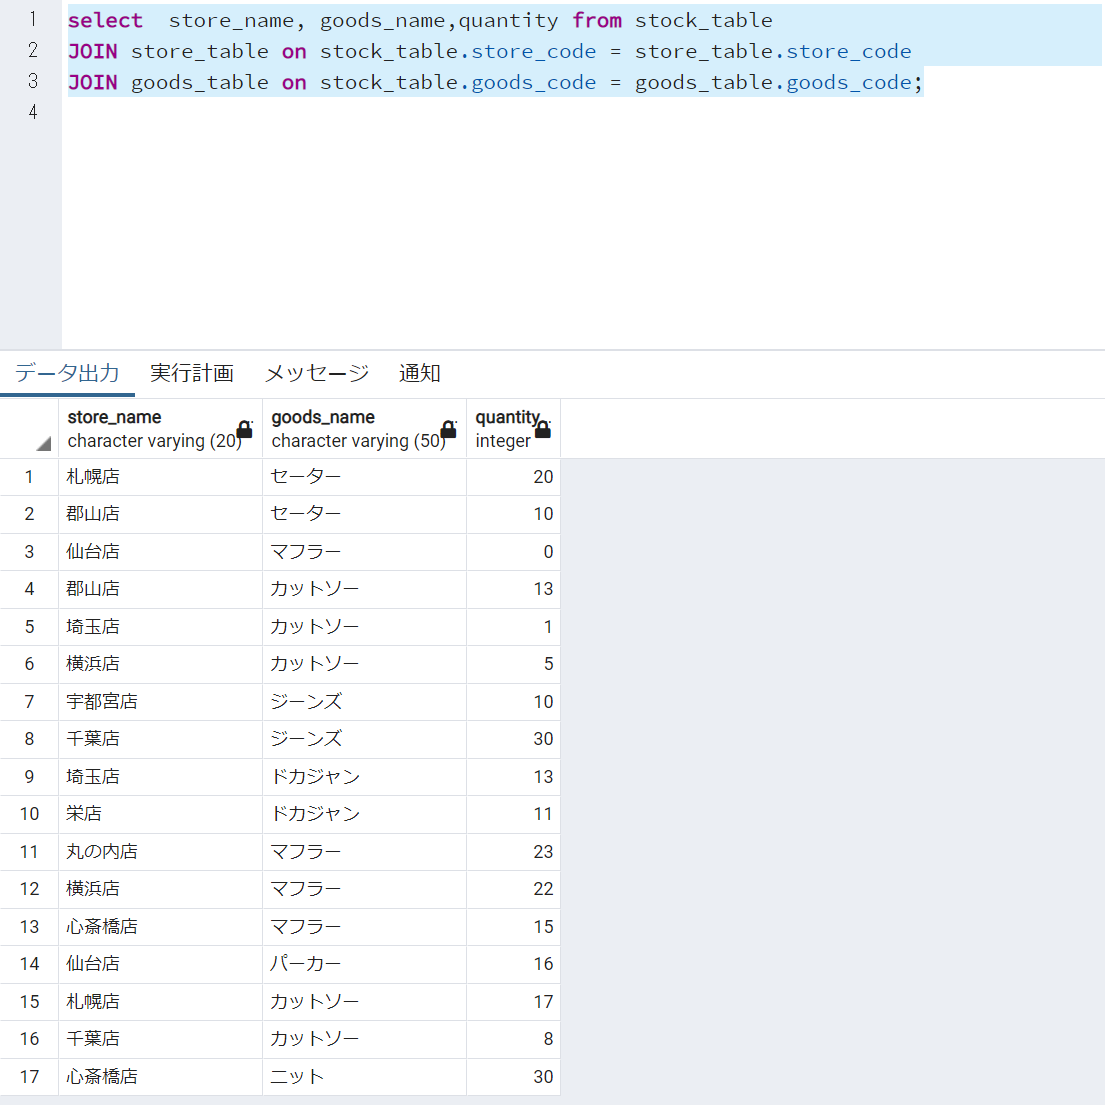 1 select  store_name, goods_name,quantity from stock_table
2 JOIN store_table on stock_table.store_code = store_table.store_code
3 JOIN goods_table on stock_table.goods_code = goods_table.goods_code;
4
データ出力 実行計画 メッセージ 通知
store_name goods_name quantity
character varying (20) character varying (50) integer
1 札幌店 セーター 20
2 郡山店 セーター 10
3 仙台店 マフラー 0
4 郡山店 カットソー 13
5 埼玉店 カットソー 1
6 横浜店 カットソー 5
7 宇都宮店 ジーンズ 10
8 千葉店 ジーンズ 30
9 埼玉店 ドカジャン 13
10 栄店 ドカジャン 11
11 丸の内店 マフラー 23
12 横浜店 マフラー 22
13 心斎橋店 マフラー 15
14 仙台店 パーカー 16
15 札幌店 カットソー 17
16 千葉店 カットソー 8
17 心斎橋店 ニット 30